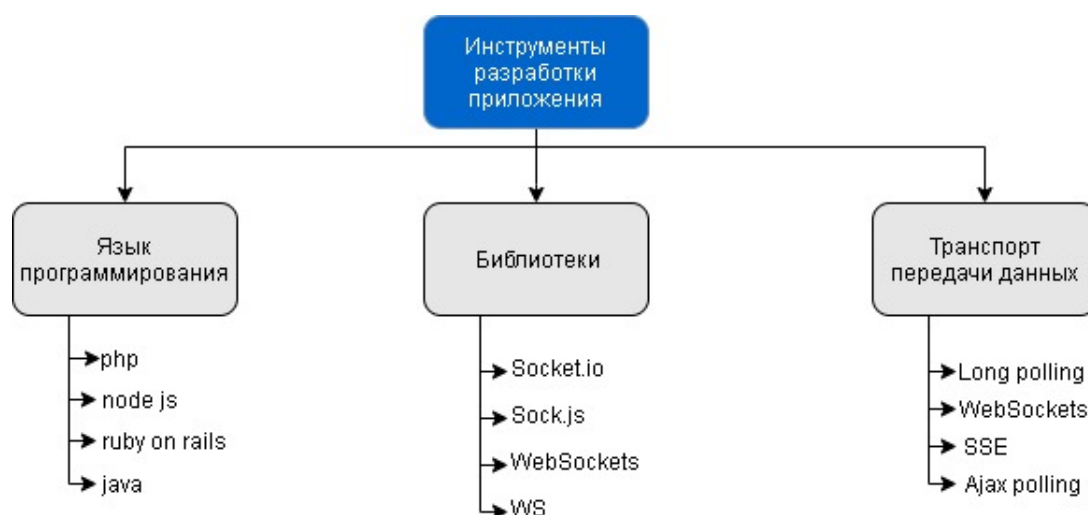 Инструменты
разработки
приложения
Язык
программирования
Библиотеки
Транспорт
передачи данных
php
node js
ruby on rails
java
Socket.io
Sock.js
WebSockets
WS
Long polling
WebSockets
SSE
Ajax polling